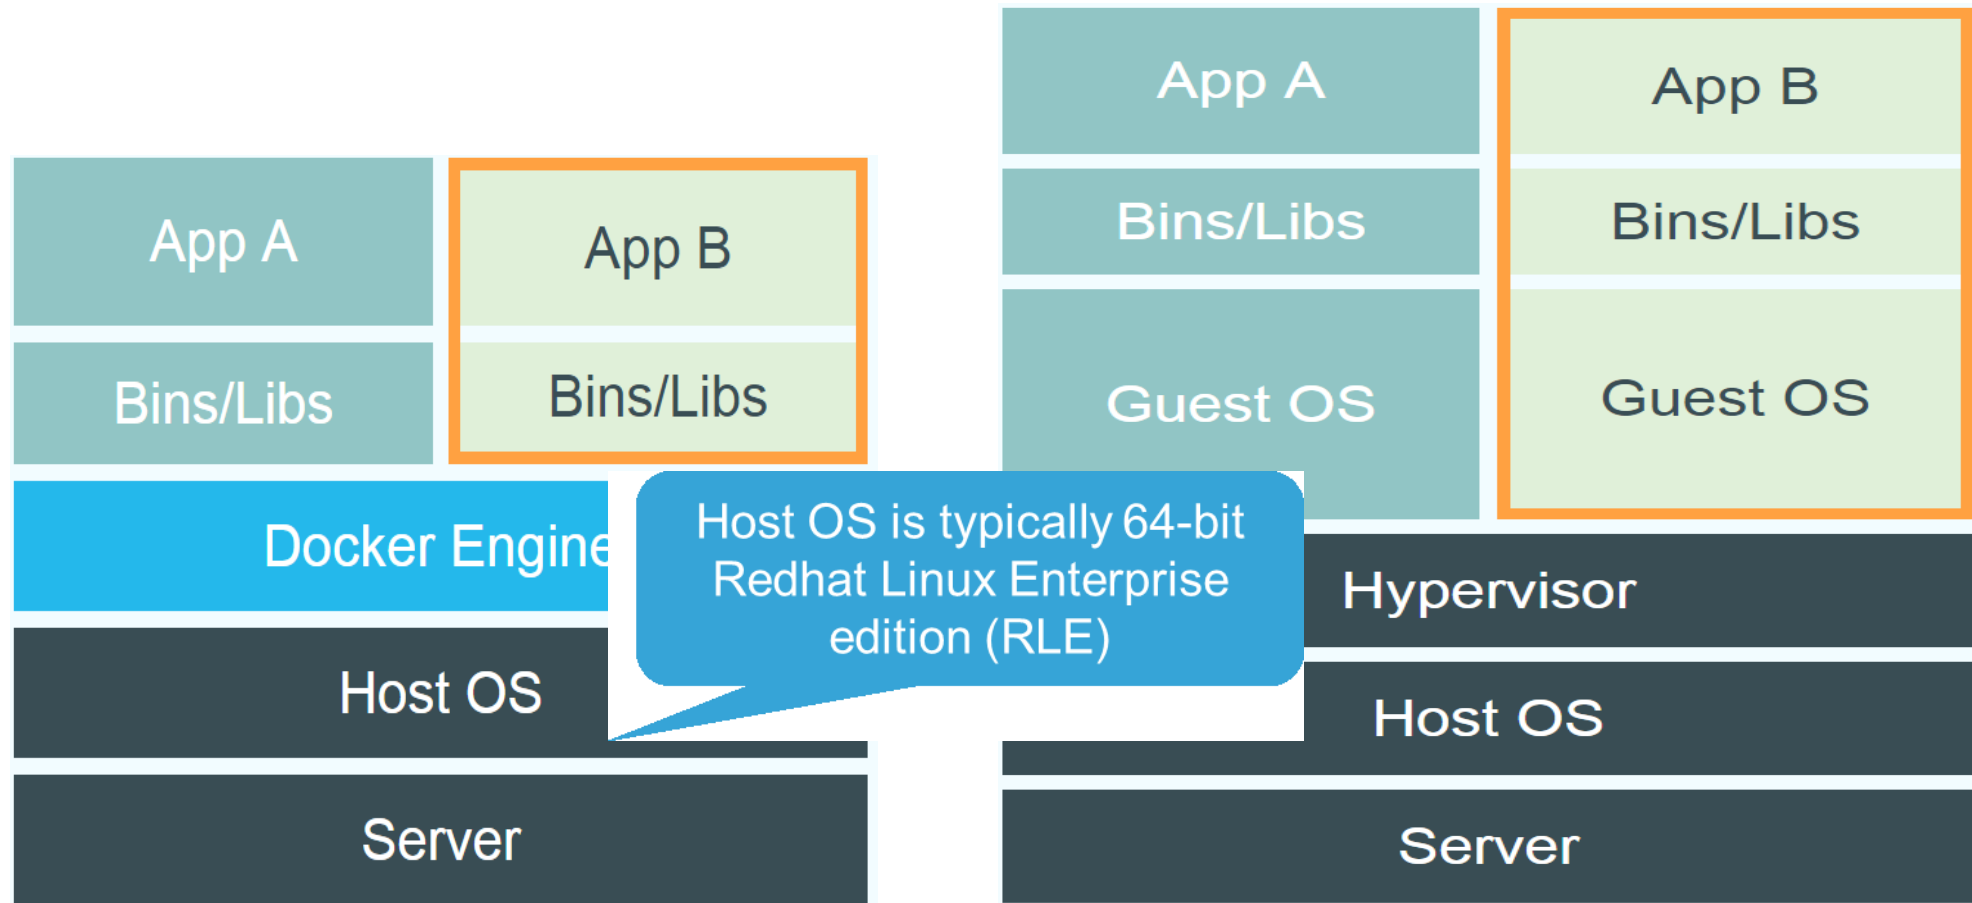 App A
App B
Bins/Libs
Bins/Libs
Docker Engine
Host OS
Server
Host OS is typically 64-bit
Redhat Linux Enterprise
edition (RLE)
App A
App B
Bins/Libs
Bins/Libs
Guest OS
Guest OS
Hypervisor
Host OS
Server